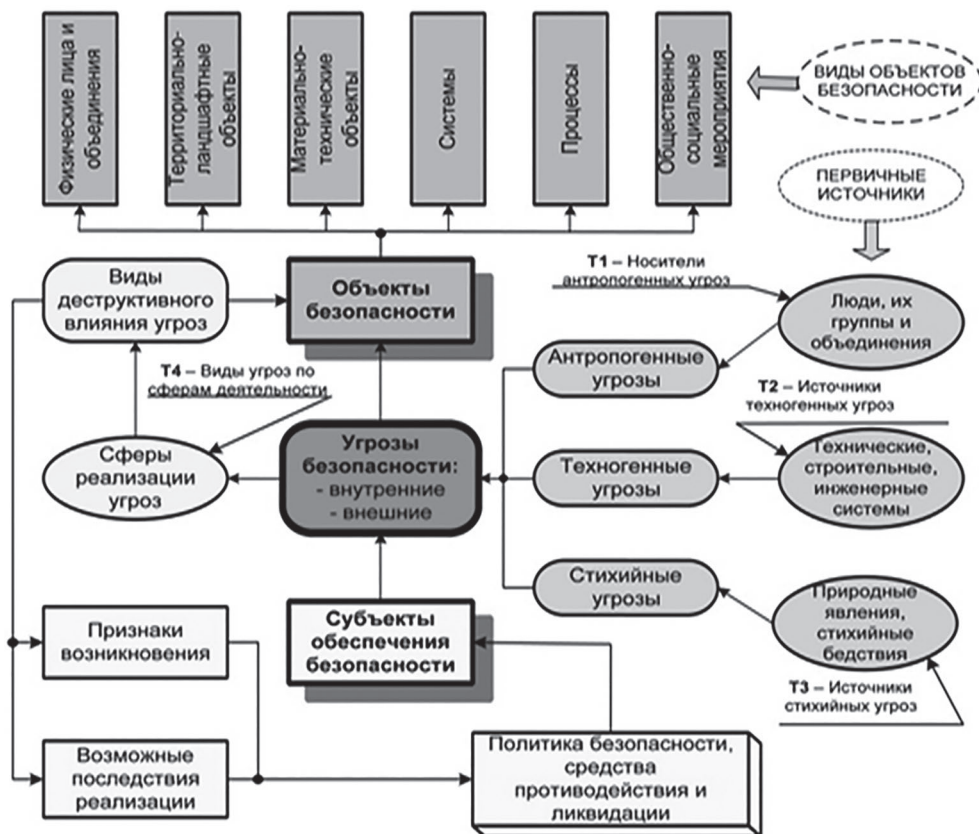 Физические лица и
объединения
Территориально-
ландшафтные
объекты
Материально-
технические
объекты
Системы
Процессы
Общественно-
социальные
мероприятия
ВИДЫ ОБЪЕКТОВ
БЕЗОПАСНОСТИ
ПЕРВИЧНЫЕ
ИСТОЧНИКИ
Виды
деструктивного
влияния угроз
Объекты
безопасности
Т1 – Носители
антропогенных угроз
Люди, их
группы и
объединения
Антропогенные
угрозы
Т4 – Виды угроз по
сферам деятельности
Т2 – Источники
техногенных угроз
Сферы
реализации
угроз
Угрозы
безопасности:
- внутренние
- внешние
Техногенные
угрозы
Технические,
строительные,
инженерные
системы
Стихийные
угрозы
Природные
явления,
стихийные
бедствия
Признаки
возникновения
Субъекты
обеспечения
безопасности
Т3 – Источники
стихийных угроз
Возможные
последствия
реализации
Политика безопасности,
средства
противодействия и
ликвидации